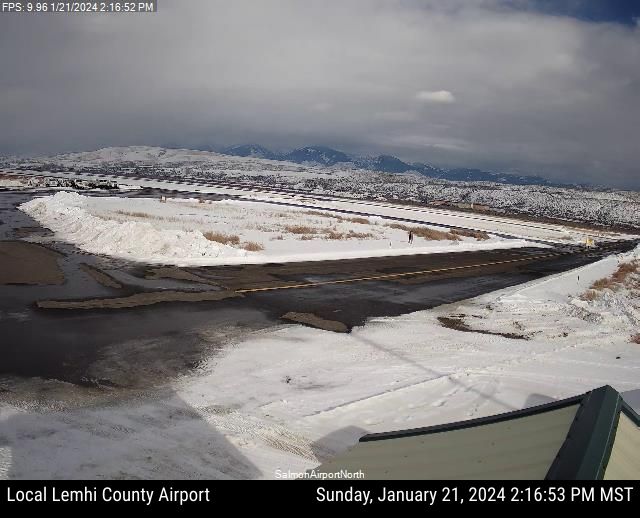 FPS: 9.96 1/21/2024 2:16:52 PM
SalmonAirportNorth
Local Lemhi County Airport Sunday, January 21, 2024 2:16:53 PM MST